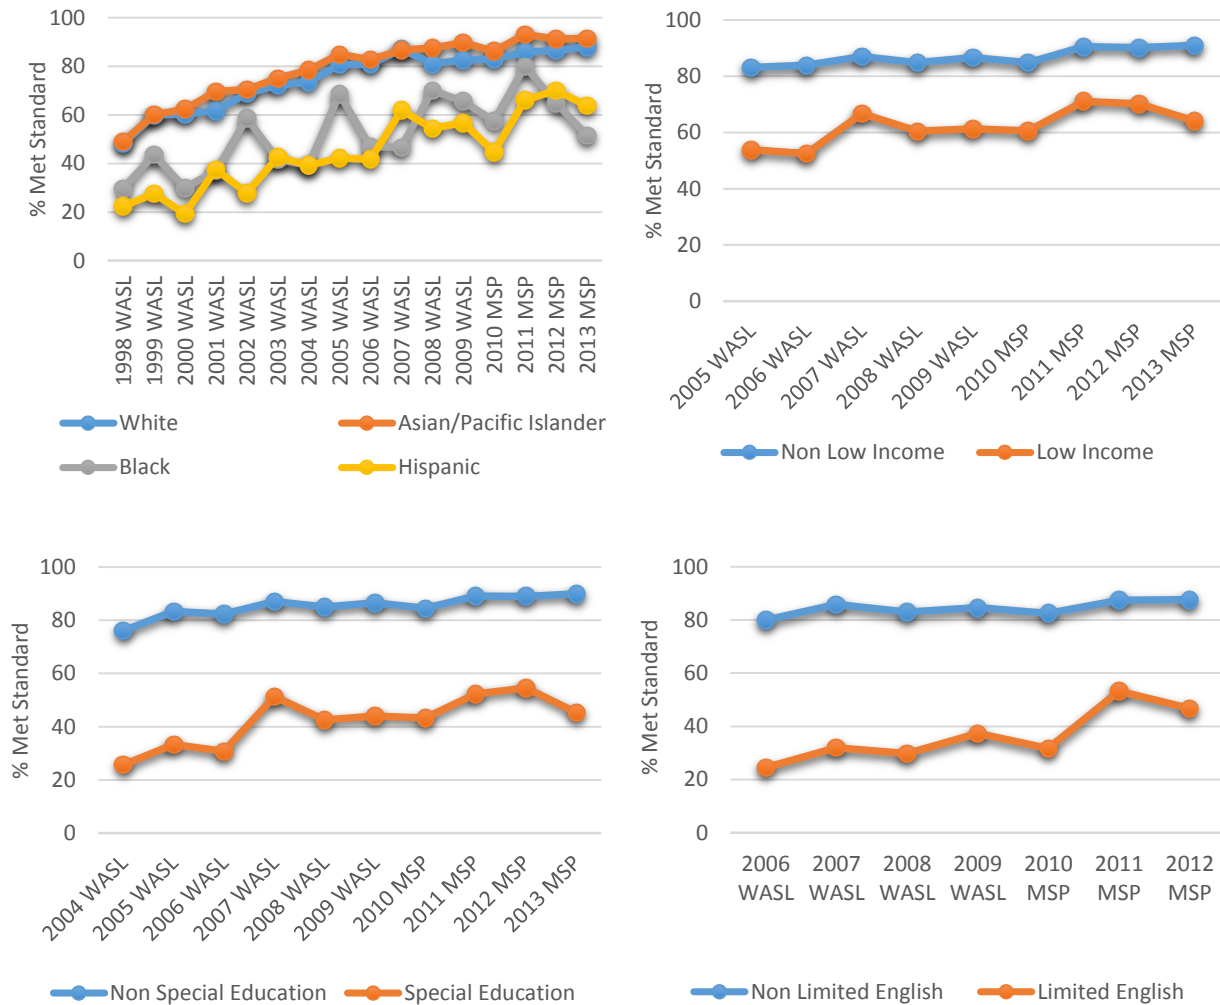 % Met Standard
100
80
60
40
20
0
1998 WASL
1999 WASL
2000 WASL
2001 WASL
2002 WASL
2003 WASL
2004 WASL
2005 WASL
2006 WASL
2007 WASL
2008 WASL
2009 WASL
2010 MSP
2011 MSP
2012 MSP
2013 MSP
White
Asian/Pacific Islander
Black
Hispanic
% Met Standard
100
80
60
40
20
0
2005 WASL
2006 WASL
2007 WASL
2008 WASL
2009 WASL
2010 MSP
2011 MSP
2012 MSP
2013 MSP
Non Low Income
Low Income
% Met Standard
100
80
60
40
20
0
2004 WASL
2005 WASL
2006 WASL
2007 WASL
2008 WASL
2009 WASL
2010 MSP
2011 MSP
2012 MSP
2013 MSP
Non Special Education
Special Education
% Met Standard
100
80
60
40
20
0
2006
WASL
2007
WASL
2008
WASL
2009
WASL
2010
MSP
2011
MSP
2012
MSP
Non Limited English
Limited English